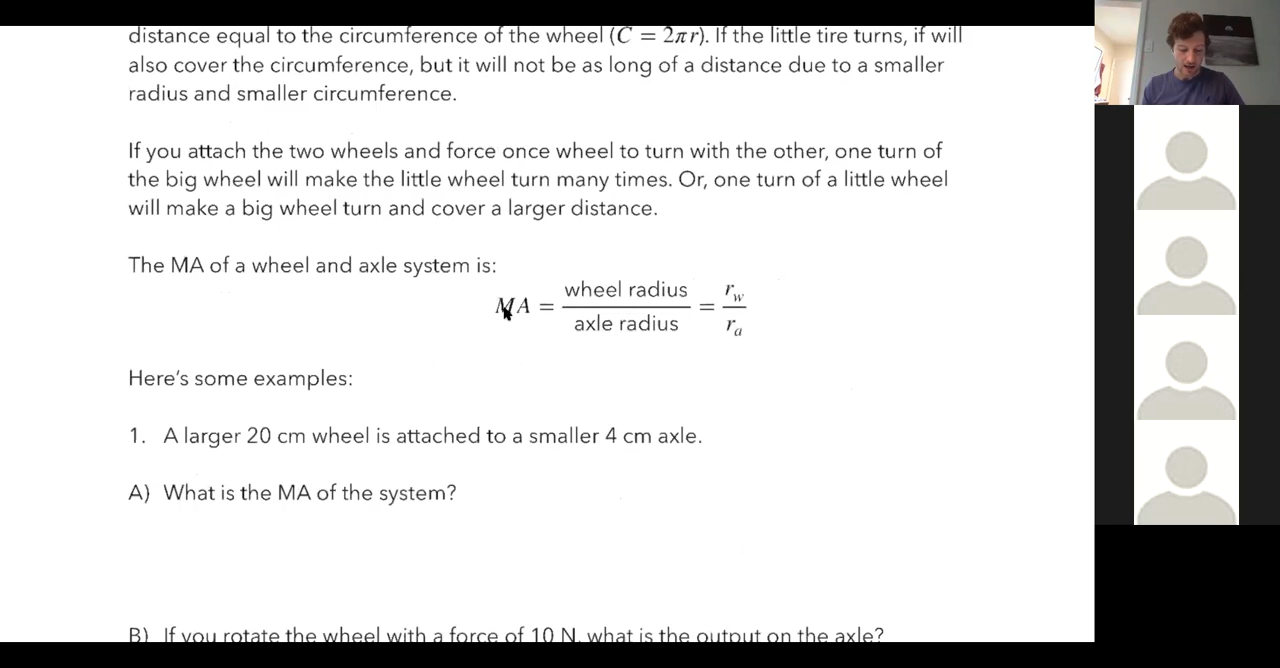 distance equal to the circumference of the wheel (C = 2πr). If the little tire turns, if will
also cover the circumference, but it will not be as long of a distance due to a smaller
radius and smaller circumference.
If you attach the two wheels and force once wheel to turn with the other, one turn of
the big wheel will make the little wheel turn many times. Or, one turn of a little wheel
will make a big wheel turn and cover a larger distance.
The MA of a wheel and axle system is:
MA = wheel radius / axle radius = r_w / r_a
Here's some examples:
1. A larger 20 cm wheel is attached to a smaller 4 cm axle.
A) What is the MA of the system?
B) If you rotate the wheel with a force of 10 N, what is the output on the axle?